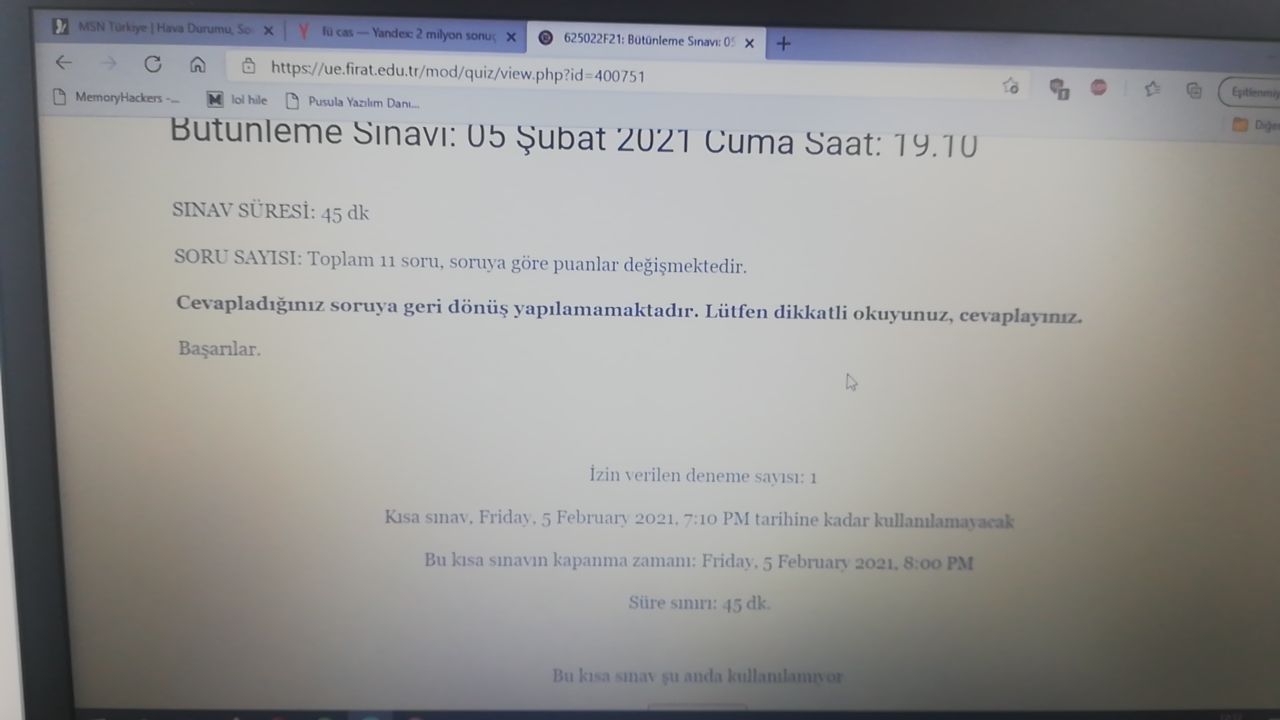 MSN Türkiye | Hava Durumu, So
fü cas — Yandex: 2 milyon sonuç
625022F21: Bütünleme Sınavı: 05
https://ue.firat.edu.tr/mod/quiz/view.php?id=400751
MemoryHackers -...
lol hile
Pusula Yazılım Danı...
Bütünleme Sınavı: 05 Şubat 2021 Cuma Saat: 19.10
SINAV SÜRESİ: 45 dk
SORU SAYISI: Toplam 11 soru, soruya göre puanlar değişmektedir.
Cevapladığınız soruya geri dönüş yapılamamaktadır. Lütfen dikkatli okuyunuz, cevaplayınız.
Başarılar.
İzin verilen deneme sayısı: 1
Kısa sınav, Friday, 5 February 2021, 7:10 PM tarihine kadar kullanılamayacak
Bu kısa sınavın kapanma zamanı: Friday, 5 February 2021, 8:00 PM
Süre sınırı: 45 dk.
Bu kısa sınav şu anda kullanılamıyor